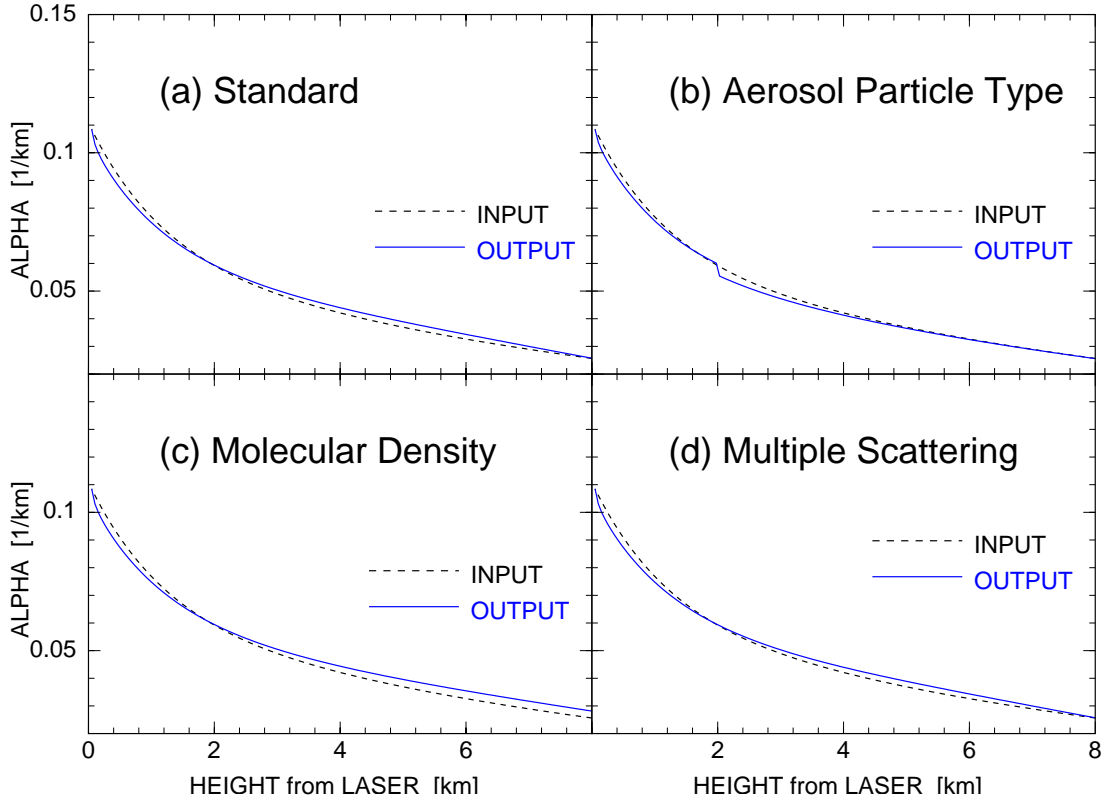 0.15
(a) Standard
(b) Aerosol Particle Type
0.1
ALPHA [1/km]
INPUT
OUTPUT
INPUT
OUTPUT
0.05
(c) Molecular Density
(d) Multiple Scattering
0.1
ALPHA [1/km]
INPUT
OUTPUT
INPUT
OUTPUT
0.05
0 2 4 6 2 4 6 8
HEIGHT from LASER [km]
HEIGHT from LASER [km]